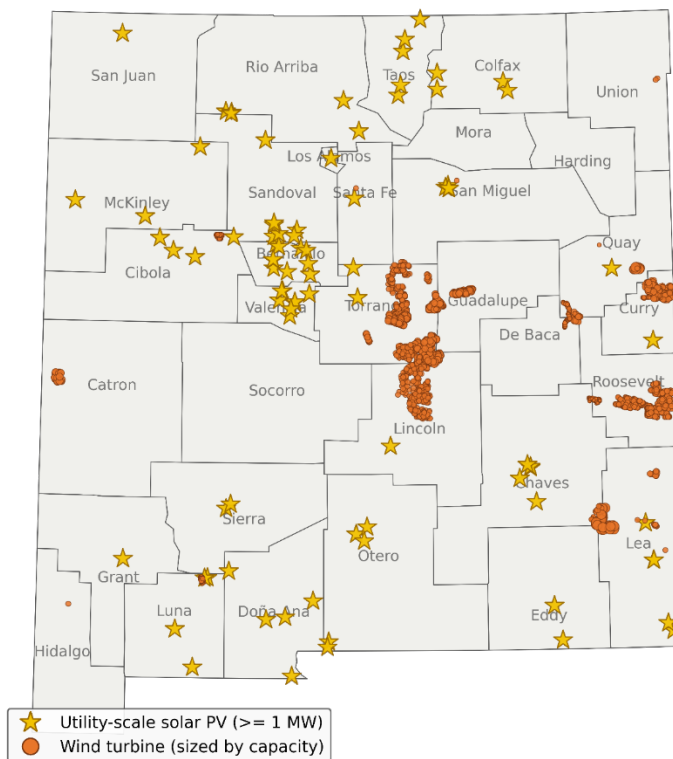 San Juan
Rio Arriba
Taos
Colfax
Union
Mora
Harding
Los Alamos
Sandoval
Santa Fe
San Miguel
McKinley
Quay
Cibola
Bernalillo
Valencia
Torrance
Guadalupe
Curry
De Baca
Catron
Socorro
Roosevelt
Lincoln
Chaves
Sierra
Otero
Lea
Grant
Luna
Doña Ana
Eddy
Hidalgo
Utility-scale solar PV (>= 1 MW)
Wind turbine (sized by capacity)